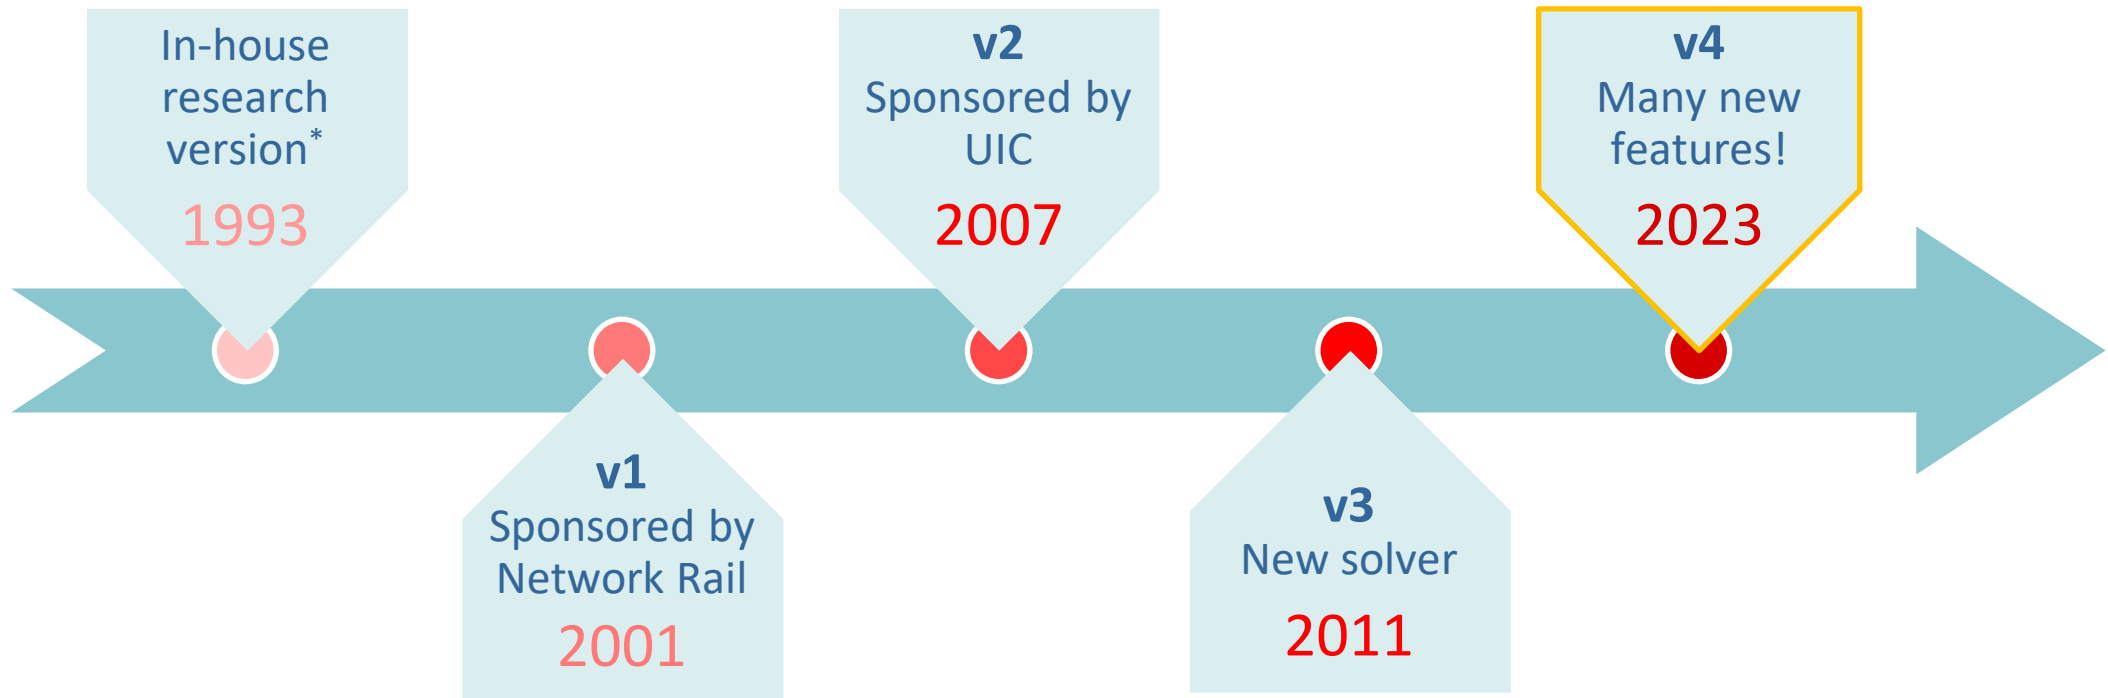 In-house
research
version*
1993
v1
Sponsored by
Network Rail
2001
v2
Sponsored by
UIC
2007
v3
New solver
2011
v4
Many new
features!
2023